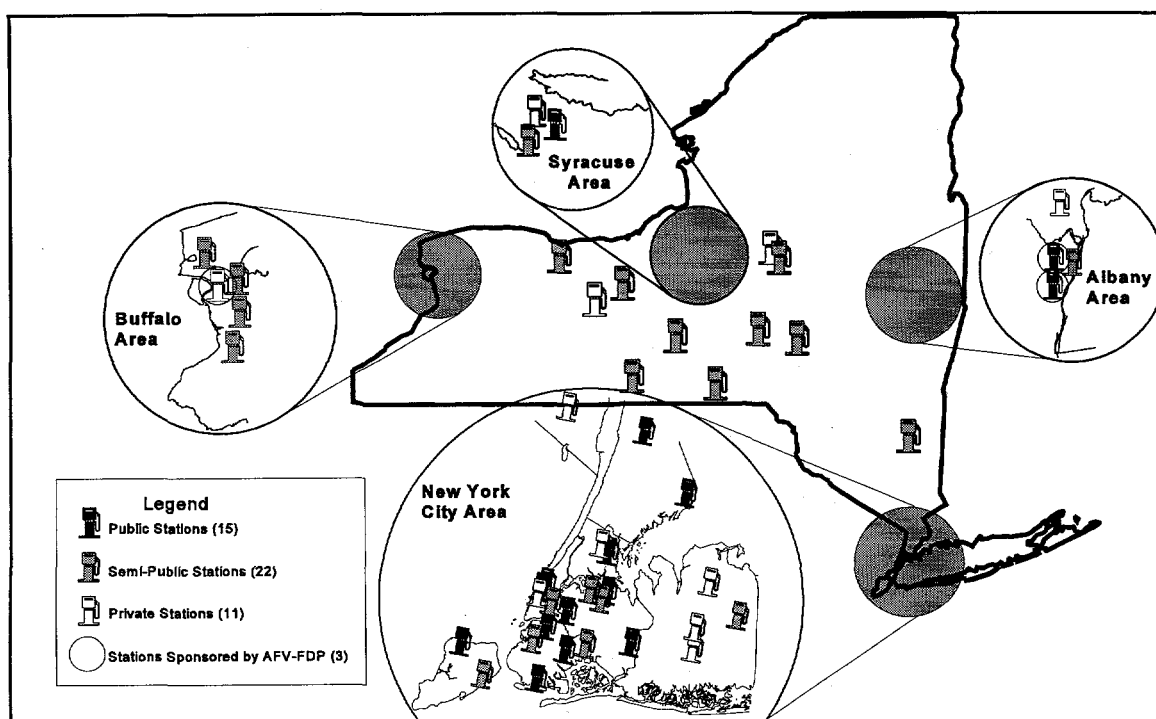 Syracuse
Area
Buffalo
Area
Albany
Area
New York
City Area
Legend
Public Stations (15)
Semi-Public Stations (22)
Private Stations (11)
Stations Sponsored by AFV-FDP (3)